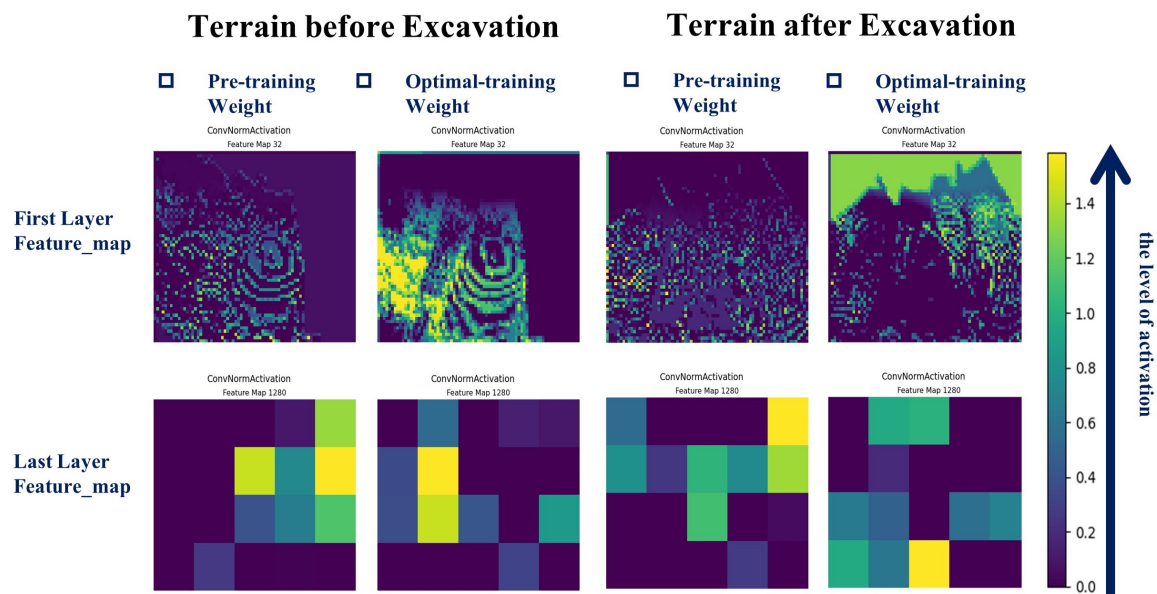 Terrain before Excavation
Terrain after Excavation
Pre-training
Weight
Optimal-training
Weight
Pre-training
Weight
Optimal-training
Weight
ConvNormActivation
Feature Map 32
ConvNormActivation
Feature Map 32
ConvNormActivation
Feature Map 32
ConvNormActivation
Feature Map 32
First Layer
Feature_map
ConvNormActivation
Feature Map 1280
ConvNormActivation
Feature Map 1280
ConvNormActivation
Feature Map 1280
ConvNormActivation
Feature Map 1280
Last Layer
Feature_map
1.4
1.2
1.0
0.8
0.6
0.4
0.2
0.0
the level of activation